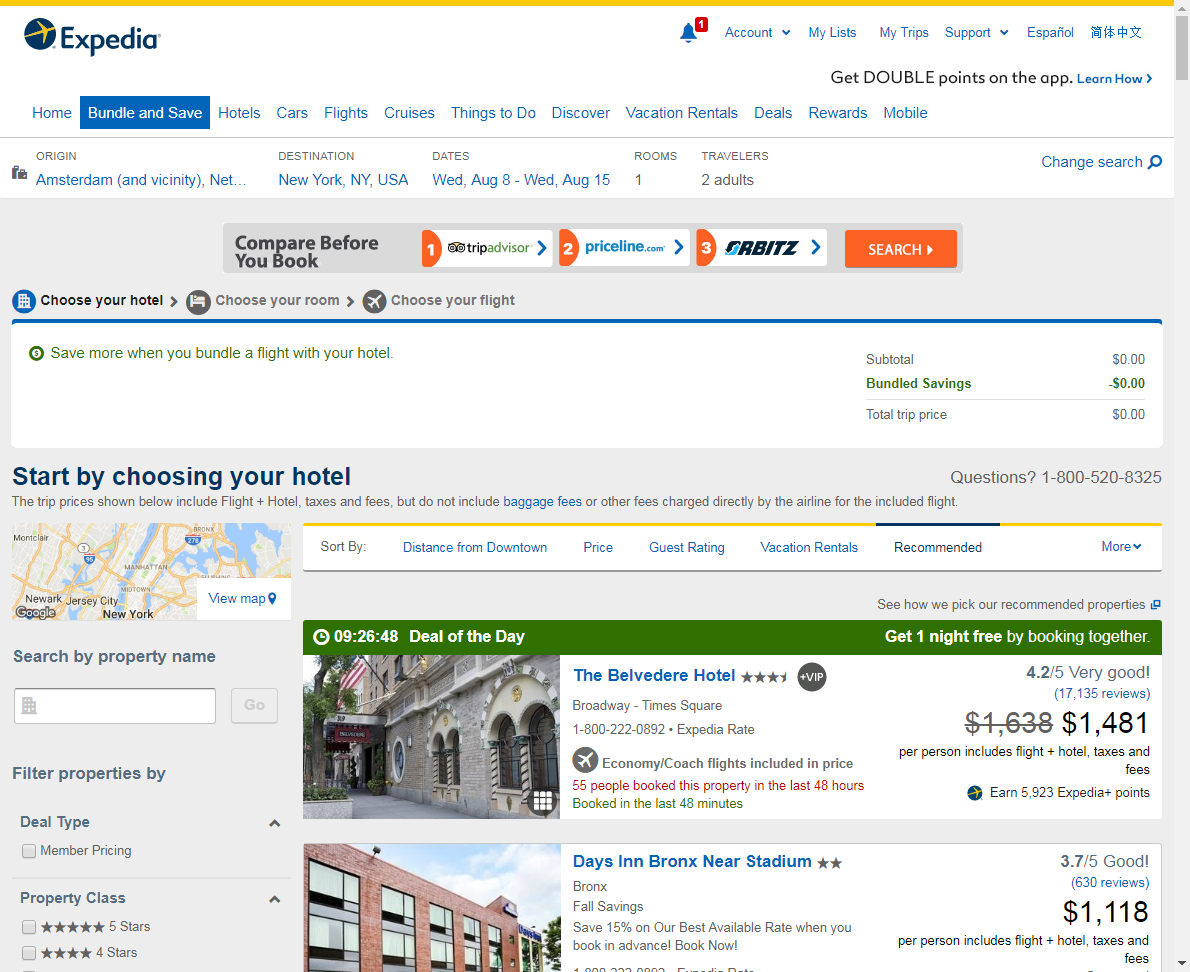 Expedia
1
Account
My Lists
My Trips
Support
Español
简体中文
Get DOUBLE points on the app. Learn How
Home
Bundle and Save
Hotels
Cars
Flights
Cruises
Things to Do
Discover
Vacation Rentals
Deals
Rewards
Mobile
ORIGIN
Amsterdam (and vicinity), Net...
DESTINATION
New York, NY, USA
DATES
Wed, Aug 8 - Wed, Aug 15
ROOMS
1
TRAVELERS
2 adults
Change search
Compare Before
You Book
1 tripadvisor
2 priceline.com
3 ORBITZ
SEARCH
Choose your hotel
Choose your room
Choose your flight
Save more when you bundle a flight with your hotel.
Subtotal $0.00
Bundled Savings -$0.00
Total trip price $0.00
Start by choosing your hotel
Questions? 1-800-520-8325
The trip prices shown below include Flight + Hotel, taxes and fees, but do not include baggage fees or other fees charged directly by the airline for the included flight.
Montclair
BRONX
3
278
95
MANHATTAN
FLUSHING
MIDTOWN
Newark
Jersey City
New York
Google
View map
Sort By:
Distance from Downtown
Price
Guest Rating
Vacation Rentals
Recommended
More
See how we pick our recommended properties
Search by property name
Go
Filter properties by
Deal Type
Member Pricing
Property Class
5 Stars
4 Stars
09:26:48 Deal of the Day
Get 1 night free by booking together.
BELVEDERE
The Belvedere Hotel
+VIP
Broadway - Times Square
1-800-222-0892 • Expedia Rate
Economy/Coach flights included in price
55 people booked this property in the last 48 hours
Booked in the last 48 minutes
4.2/5 Very good!
(17,135 reviews)
$1,638 $1,481
per person includes flight + hotel, taxes and
fees
Earn 5,923 Expedia+ points
Days Inn
Days Inn Bronx Near Stadium
Bronx
Fall Savings
Save 15% on Our Best Available Rate when you
book in advance! Book Now!
1-800-222-0892 • Expedia Rate
3.7/5 Good!
(630 reviews)
$1,118
per person includes flight + hotel, taxes and
fees